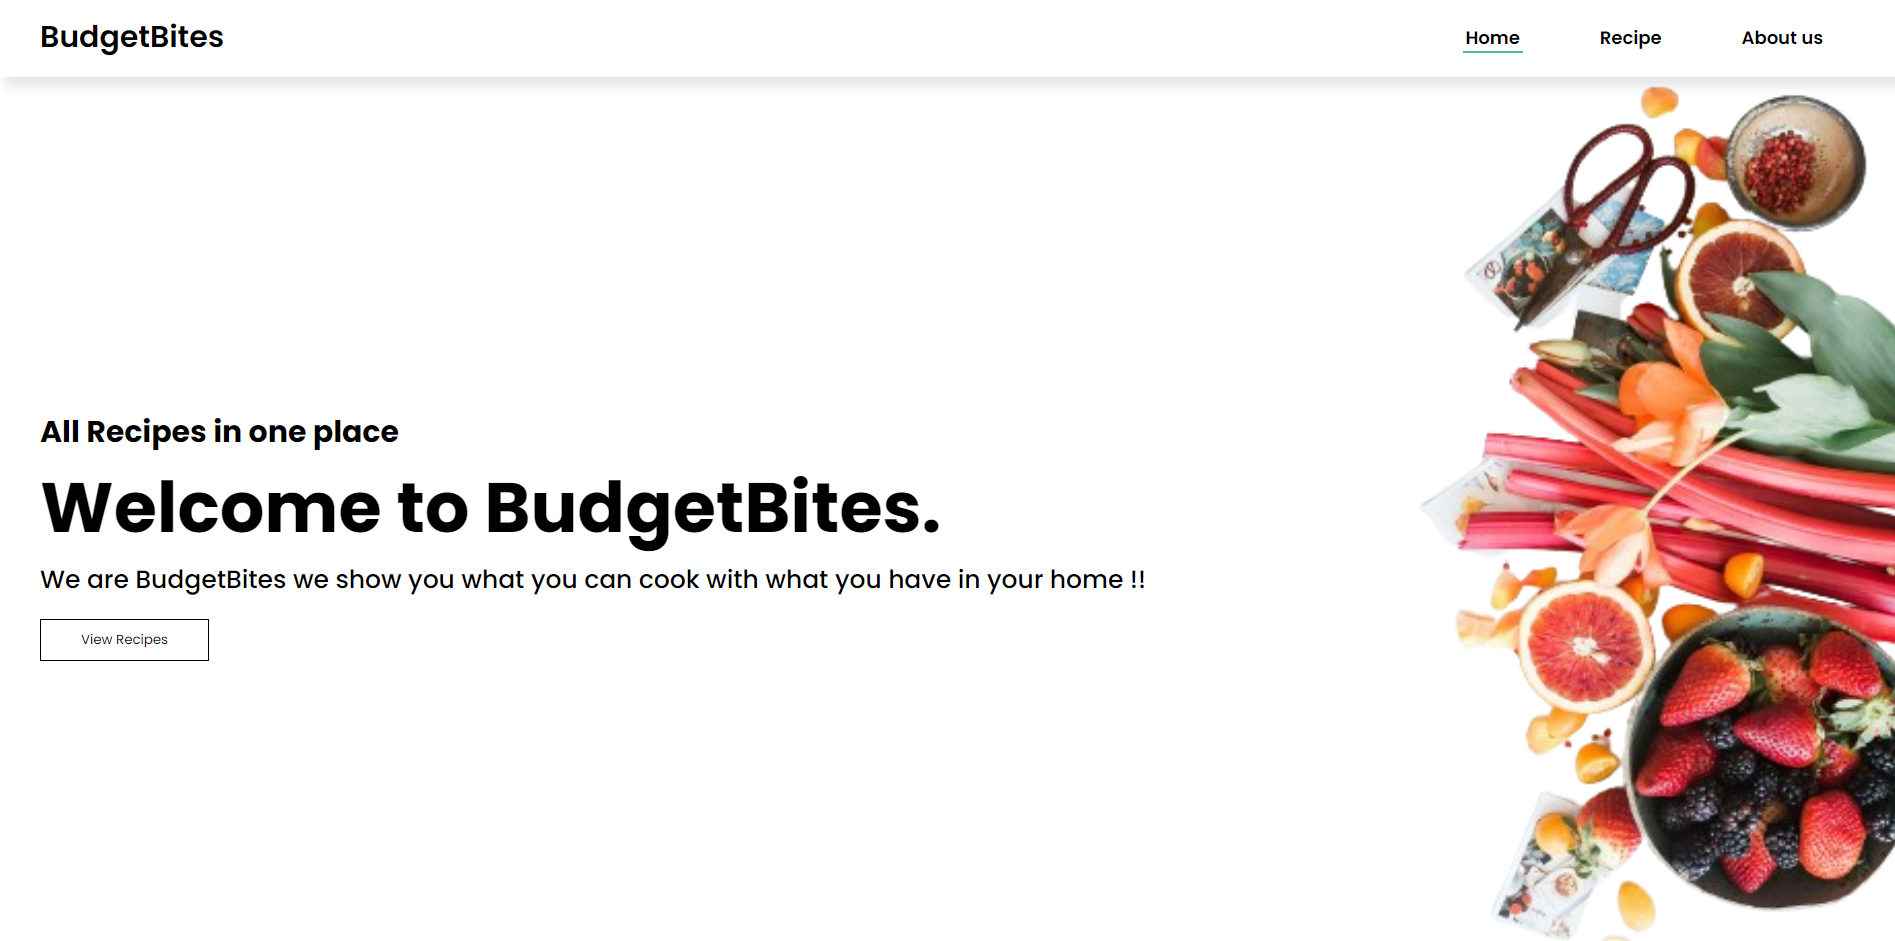 BudgetBites
Home
Recipe
About us
All Recipes in one place
Welcome to BudgetBites.
We are BudgetBites we show you what you can cook with what you have in your home !!
View Recipes